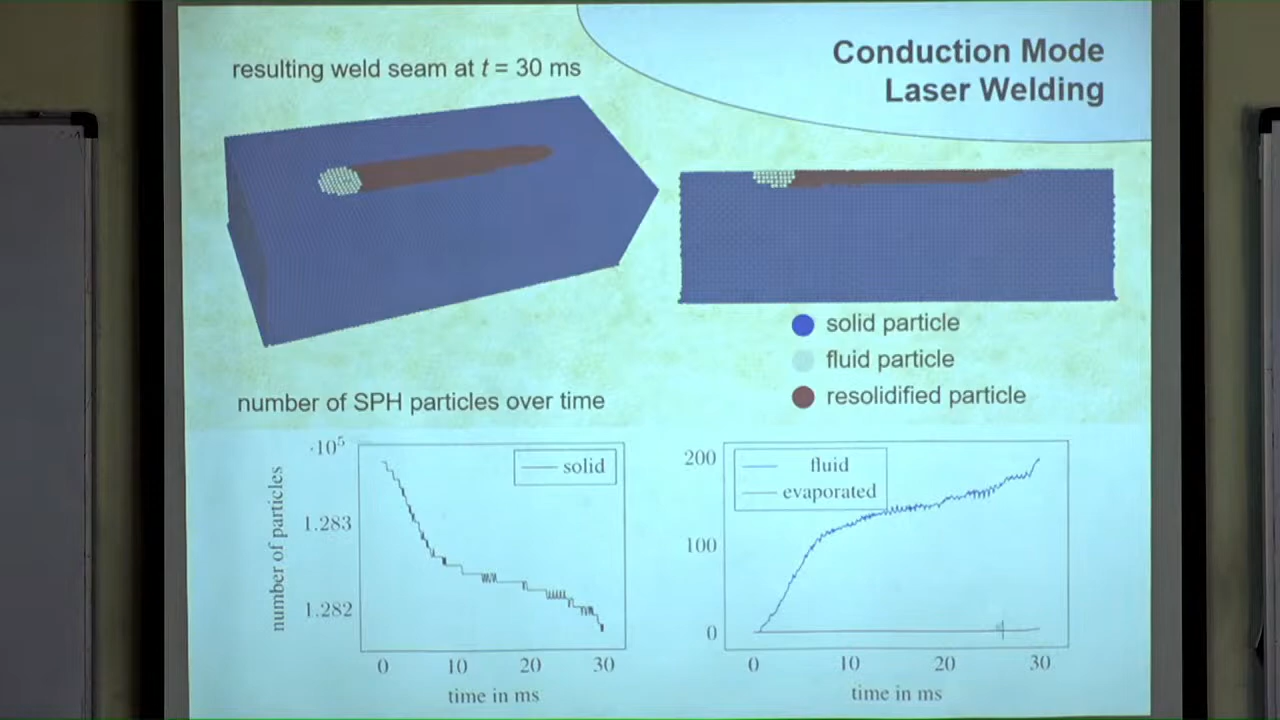 Conduction Mode
Laser Welding
resulting weld seam at t = 30 ms
solid particle
fluid particle
resolidified particle
number of SPH particles over time
·10⁵
1.283
1.282
number of particles
solid
0 10 20 30
time in ms
200
100
0
fluid
evaporated
0 10 20 30
time in ms